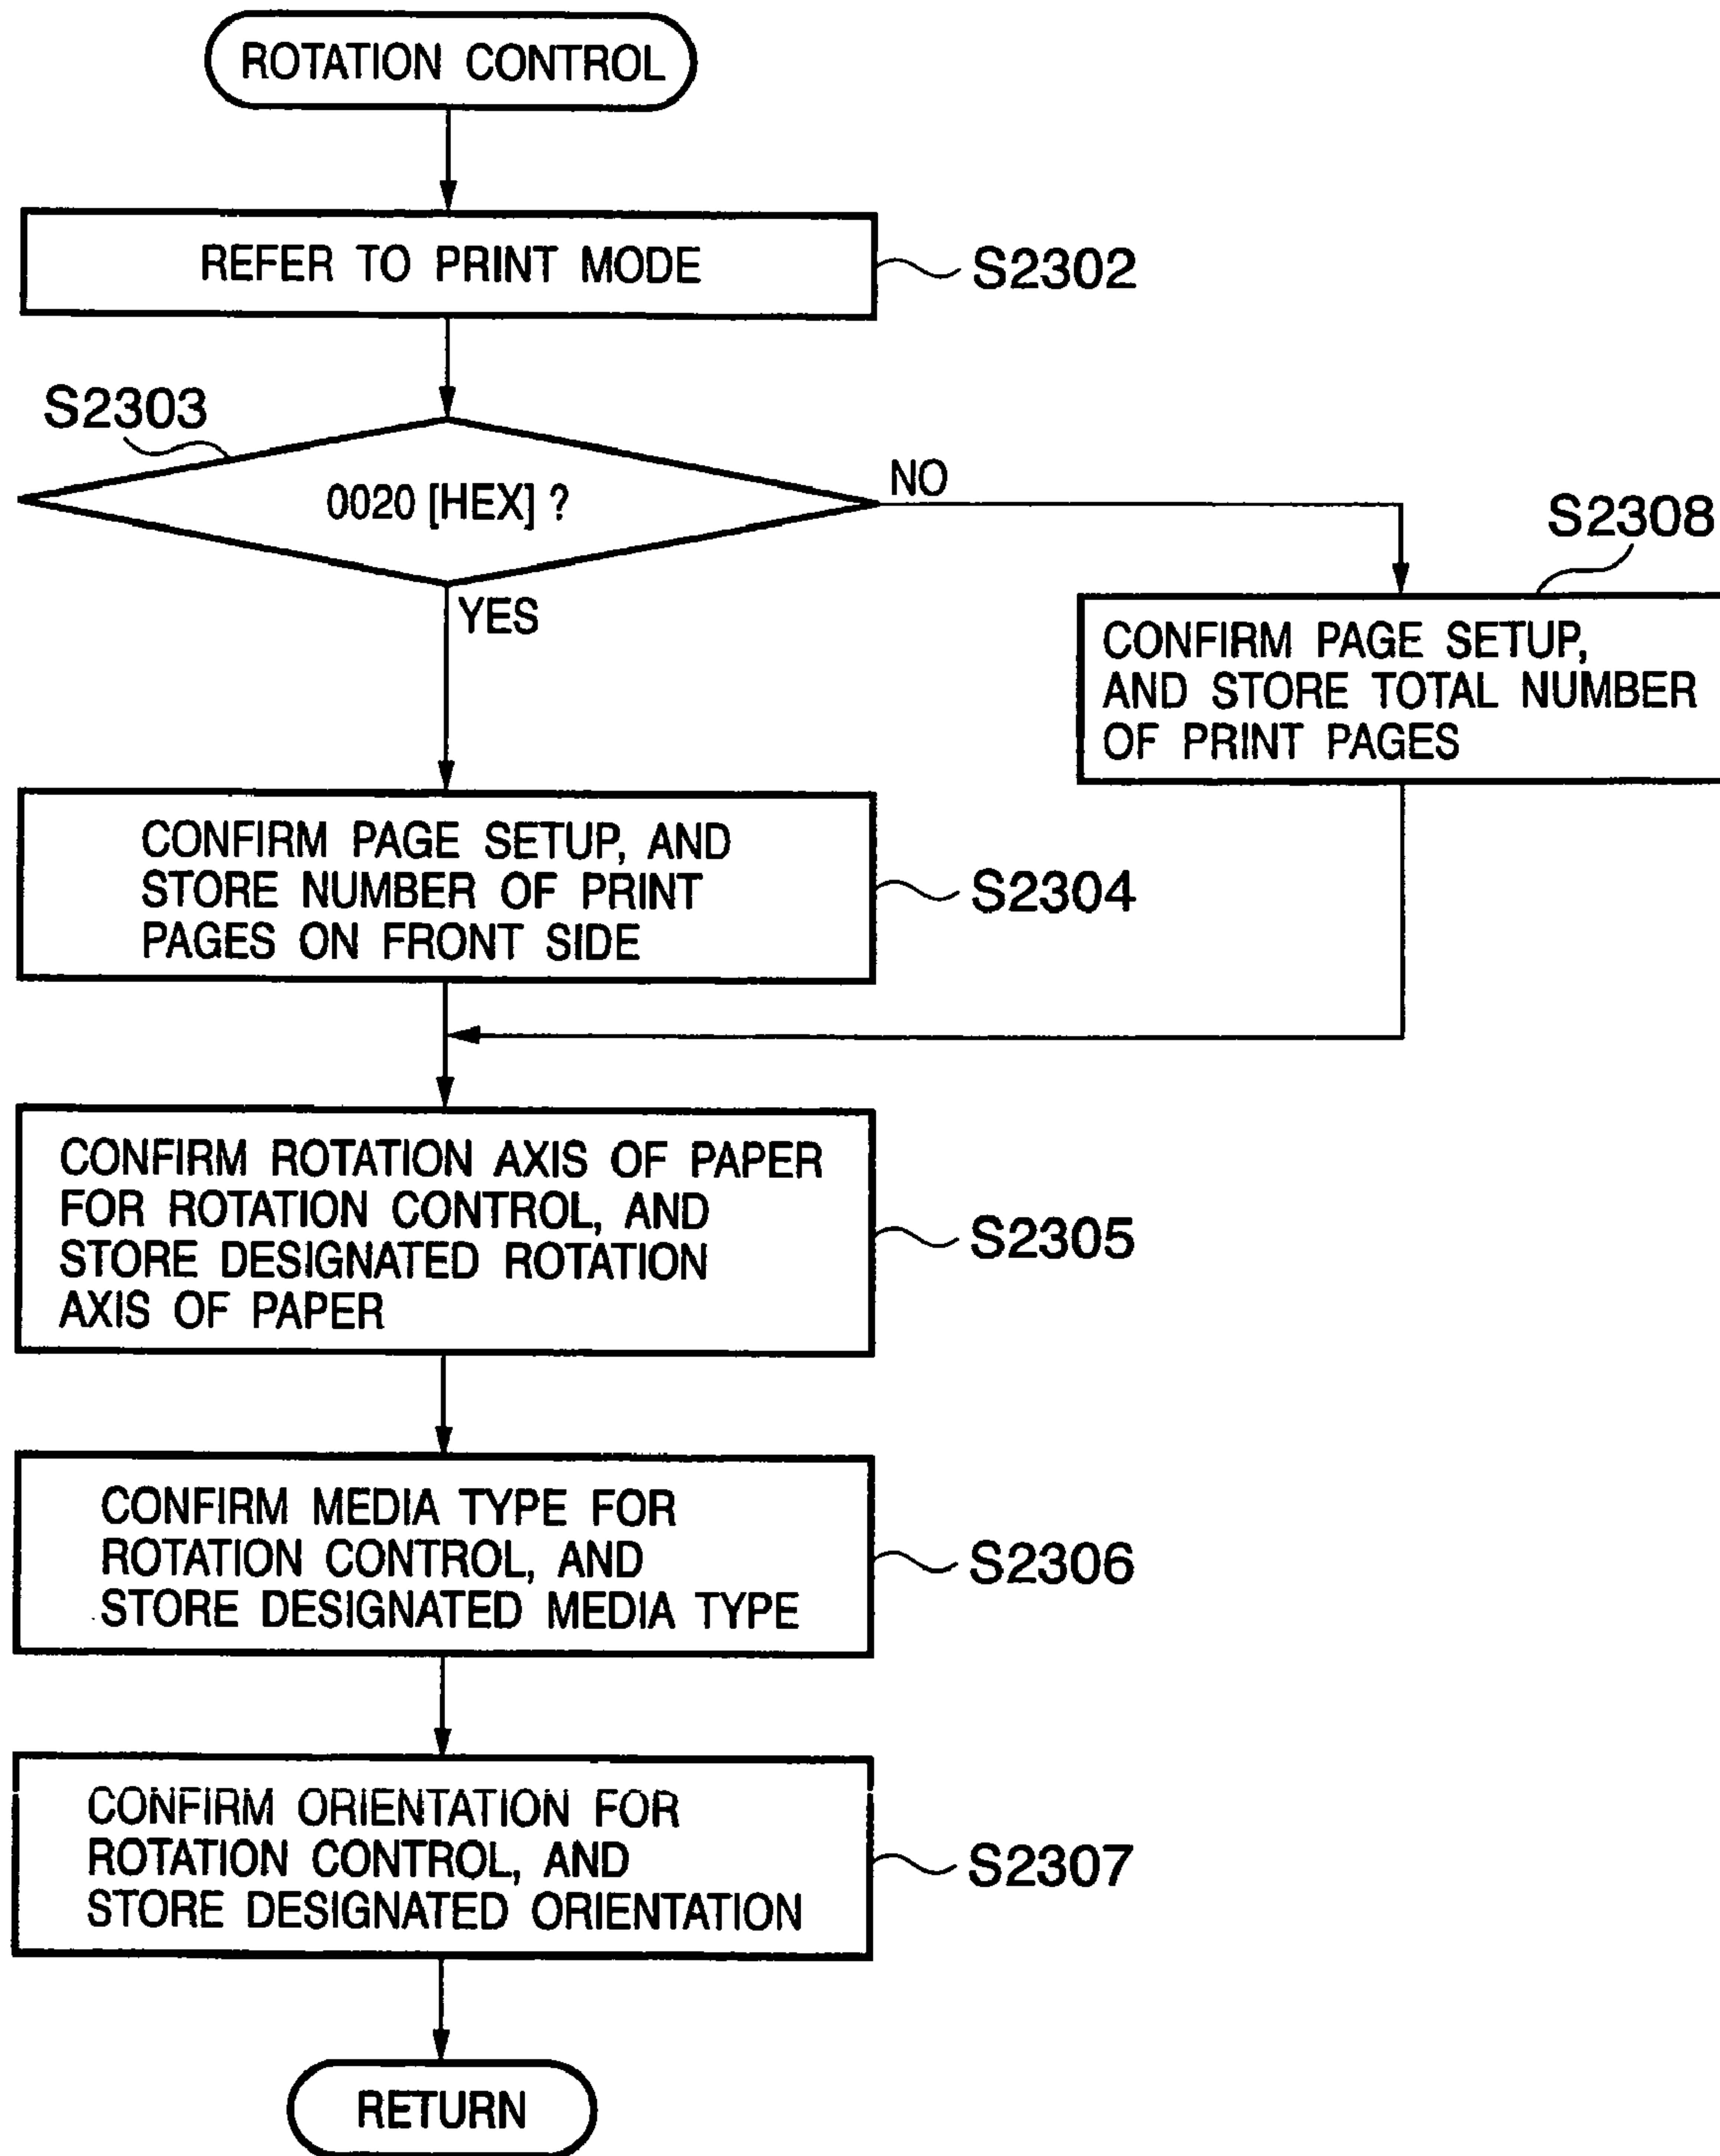 ROTATION CONTROL
REFER TO PRINT MODE
S2302
S2303
0020 [HEX] ?
NO
YES
S2308
CONFIRM PAGE SETUP,
AND STORE TOTAL NUMBER
OF PRINT PAGES
CONFIRM PAGE SETUP, AND
STORE NUMBER OF PRINT
PAGES ON FRONT SIDE
S2304
CONFIRM ROTATION AXIS OF PAPER
FOR ROTATION CONTROL, AND
STORE DESIGNATED ROTATION
AXIS OF PAPER
S2305
CONFIRM MEDIA TYPE FOR
ROTATION CONTROL, AND
STORE DESIGNATED MEDIA TYPE
S2306
CONFIRM ORIENTATION FOR
ROTATION CONTROL, AND
STORE DESIGNATED ORIENTATION
S2307
RETURN